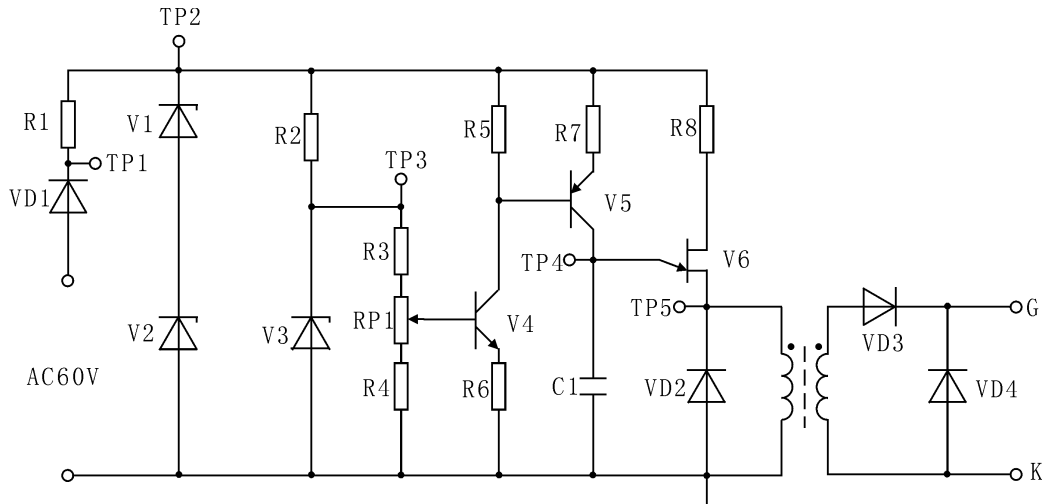 TP2
R1
V1
R2
R5
R7
R8
TP1
TP3
VD1
V5
R3
TP4
V6
TP5
G
V2
V3
RP1
V4
VD3
AC60V
R4
R6
C1
VD2
VD4
K